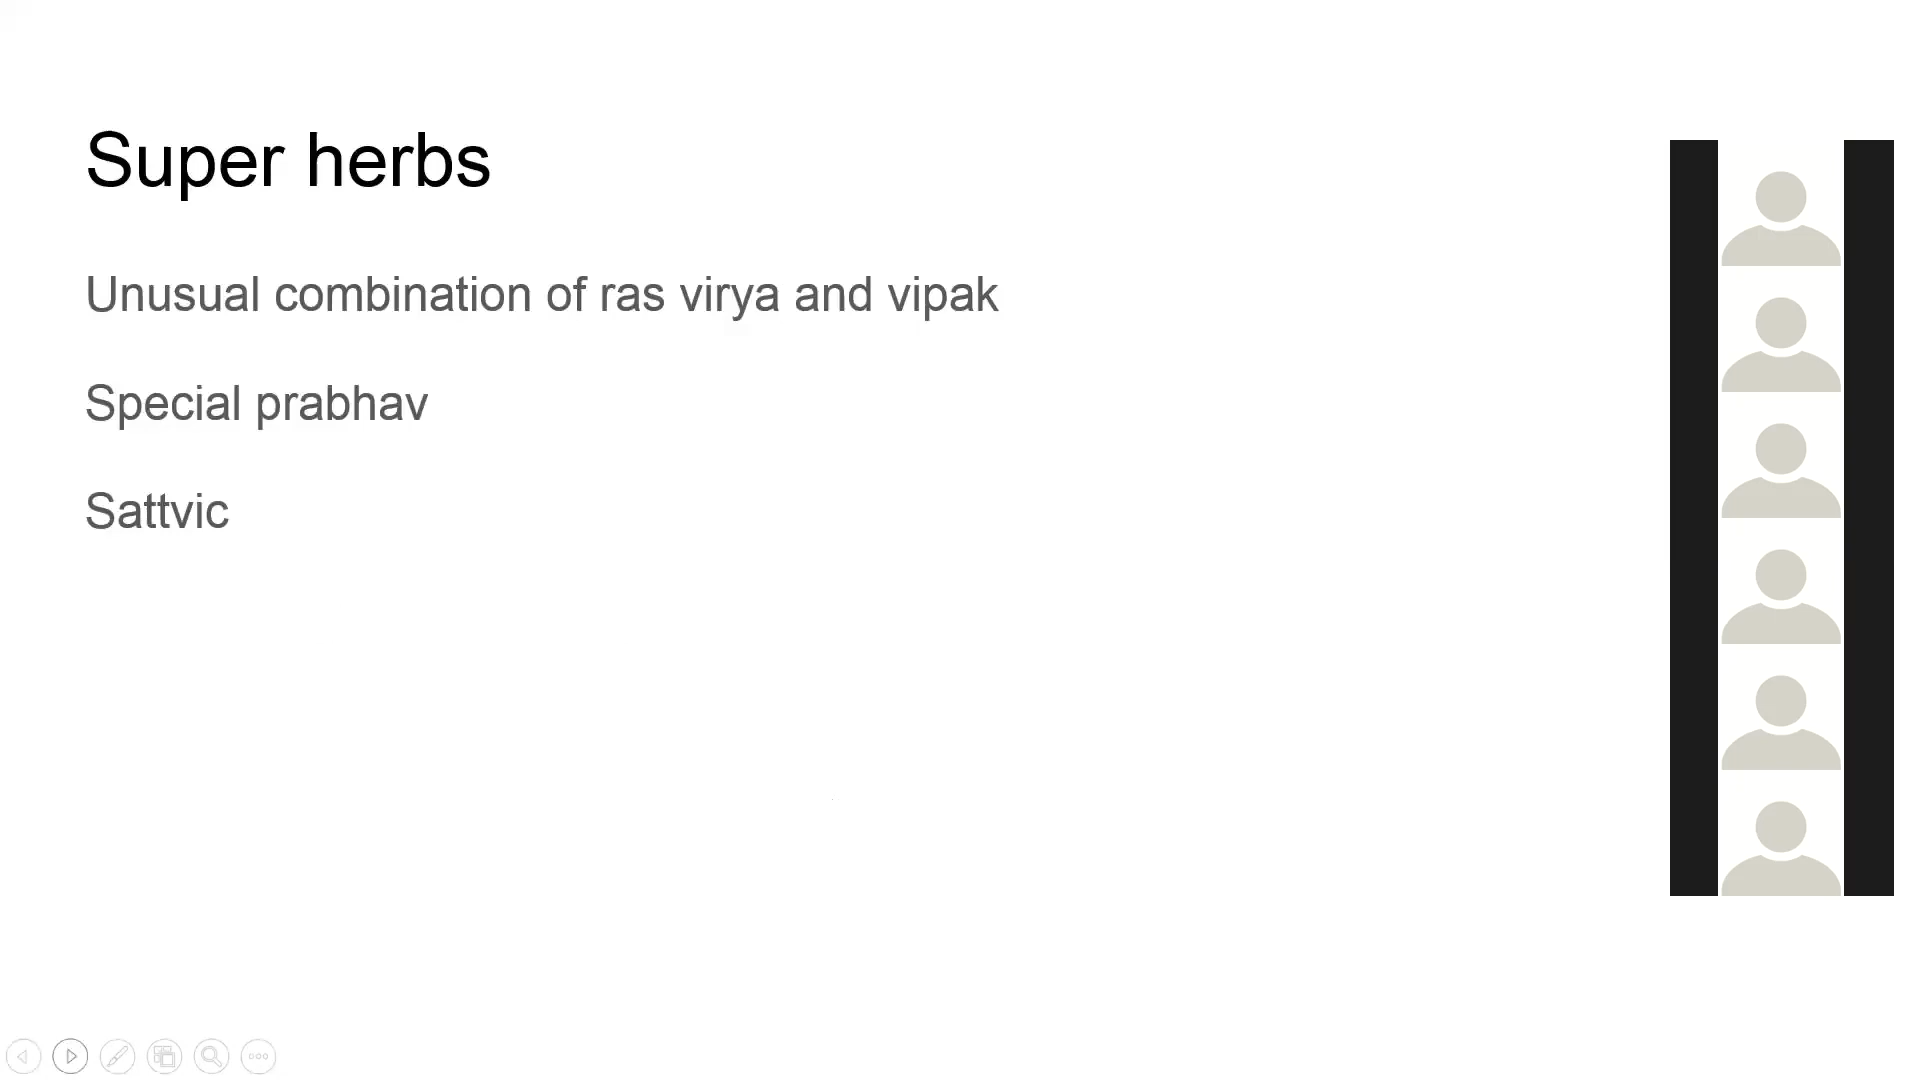 Super herbs
Unusual combination of ras virya and vipak
Special prabhav
Sattvic